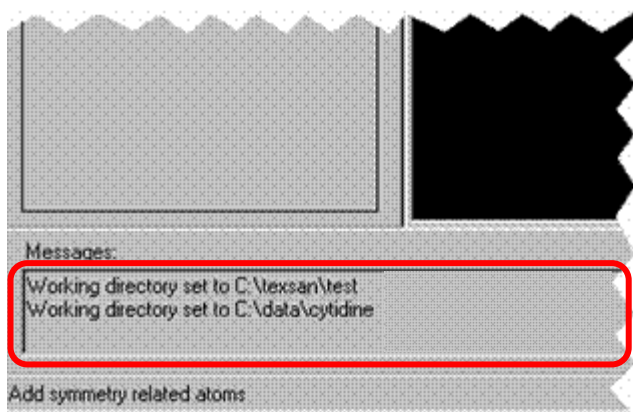 Messages:
Working directory set to C:\texsan\test
Working directory set to C:\data\cytidine
Add symmetry related atoms